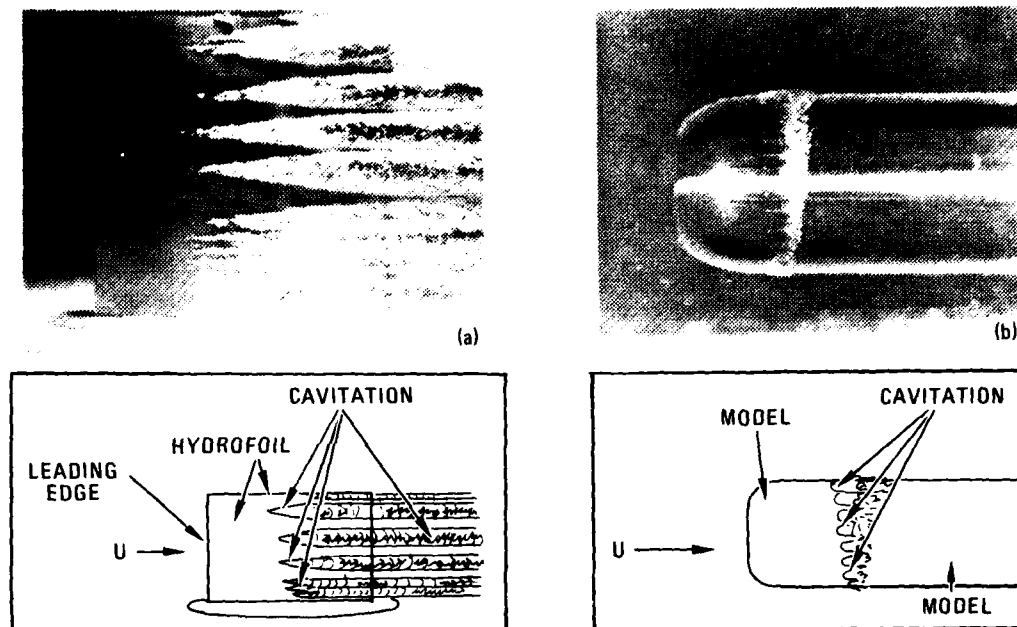 (a)
(b)
CAVITATION
HYDROFOIL
LEADING
EDGE
U
CAVITATION
MODEL
U
MODEL